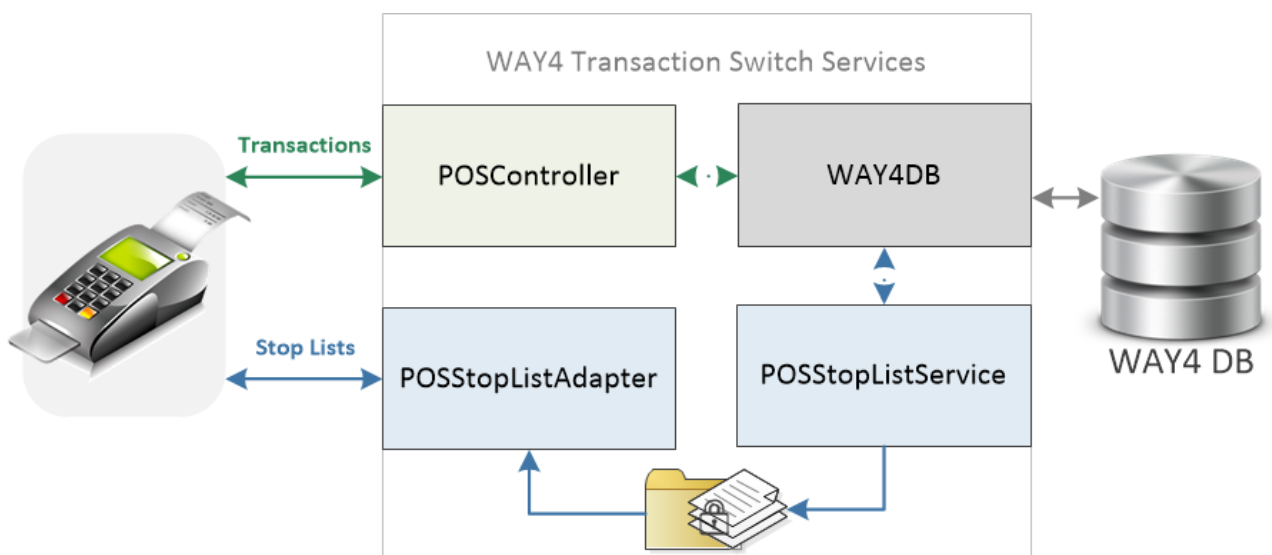 WAY4 Transaction Switch Services
Transactions
POSController
WAY4DB
Stop Lists
POSStopListAdapter
POSStopListService
WAY4 DB